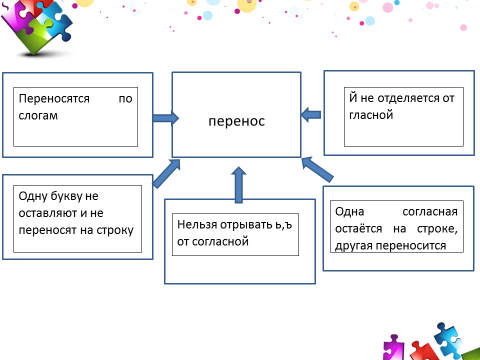 Переносятся по
слогам
перенос
Й не отделяется от
гласной
Одну букву не
оставляют и не
переносят на строку
Нельзя отрывать ь,ъ
от согласной
Одна согласная
остаётся на строке,
другая переносится